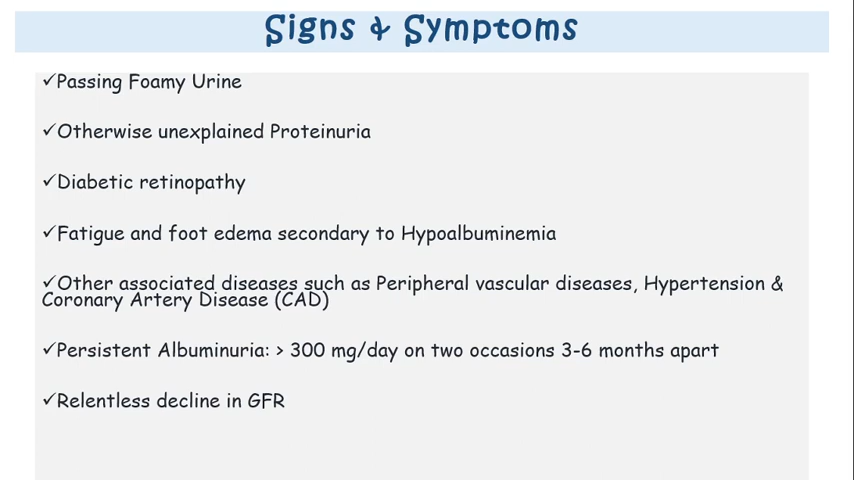 Signs & Symptoms
✓Passing Foamy Urine
✓Otherwise unexplained Proteinuria
✓Diabetic retinopathy
✓Fatigue and foot edema secondary to Hypoalbuminemia
✓Other associated diseases such as Peripheral vascular diseases, Hypertension &
Coronary Artery Disease (CAD)
✓Persistent Albuminuria: > 300 mg/day on two occasions 3-6 months apart
✓Relentless decline in GFR